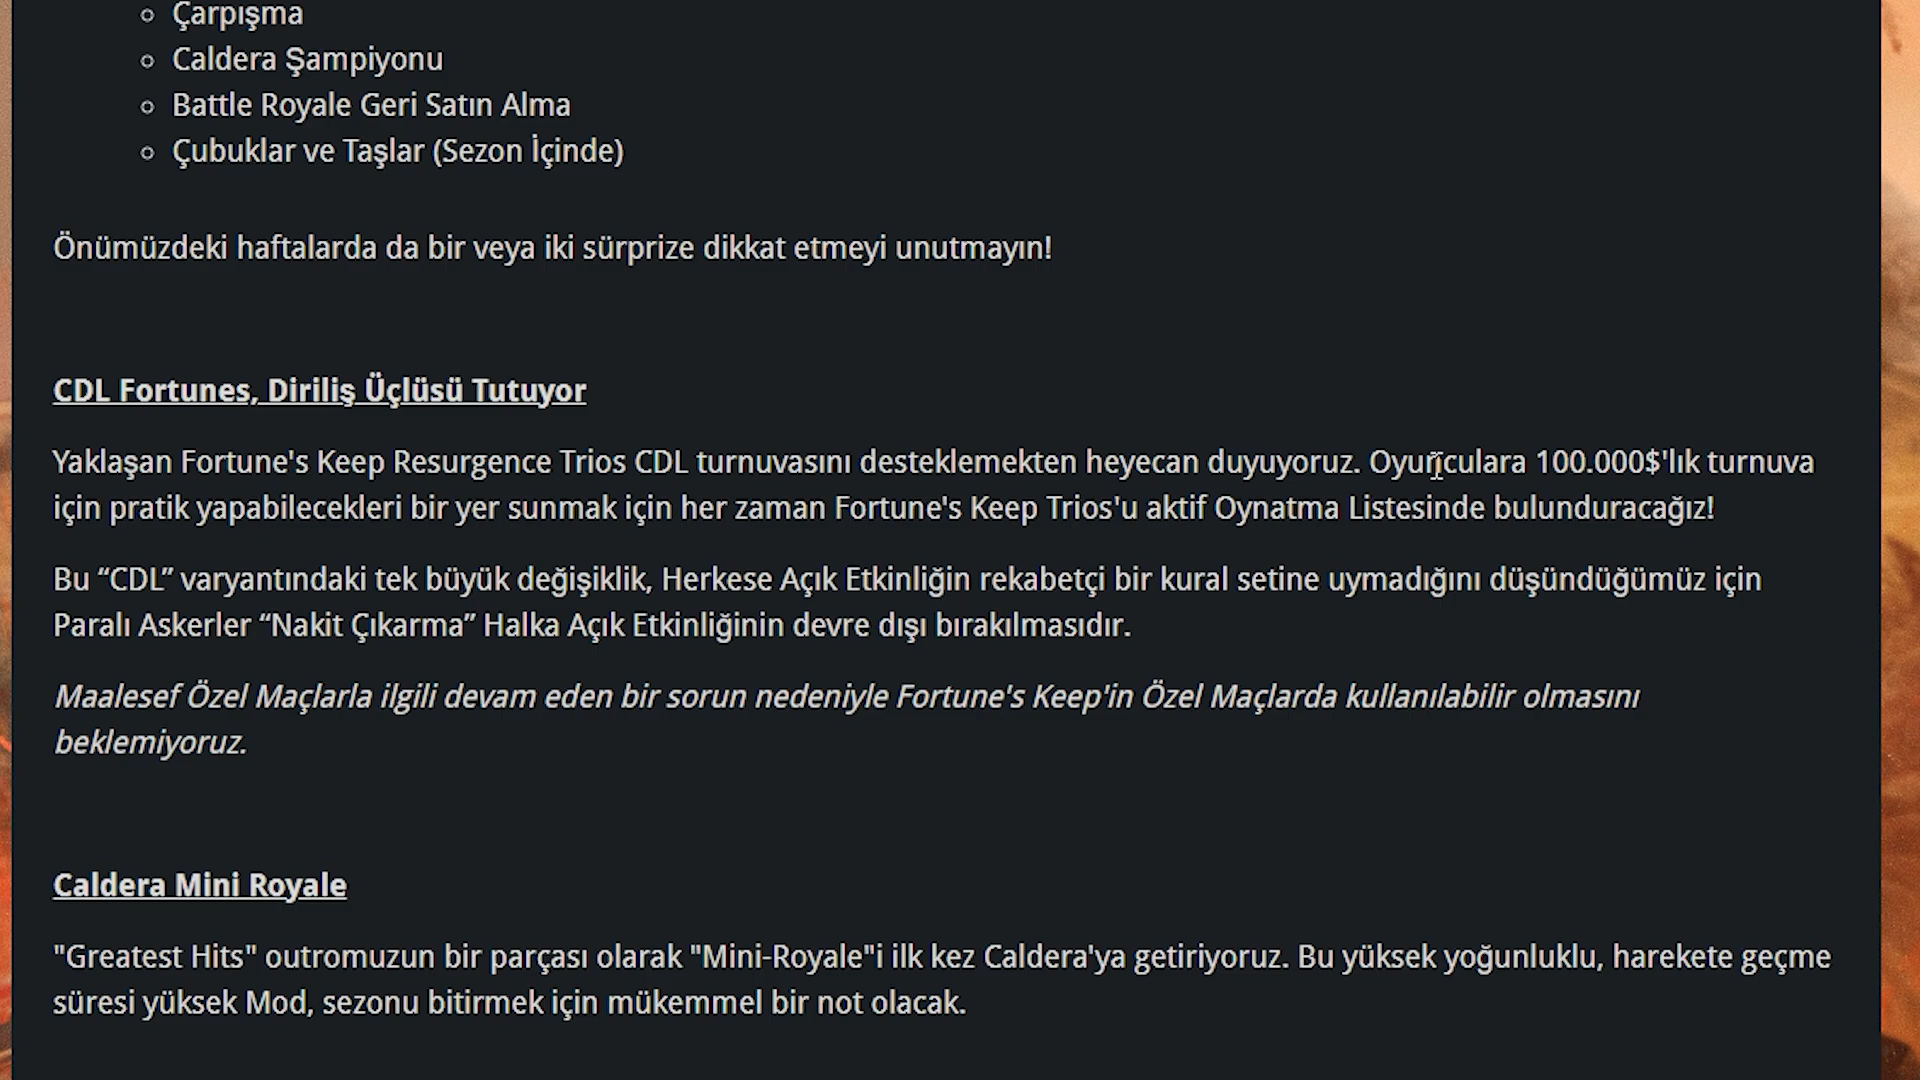 Çarpışma
Caldera Şampiyonu
Battle Royale Geri Satın Alma
Çubuklar ve Taşlar (Sezon İçinde)
Önümüzdeki haftalarda da bir veya iki sürprize dikkat etmeyi unutmayın!
CDL Fortunes, Diriliş Üçlüsü Tutuyor
Yaklaşan Fortune's Keep Resurgence Trios CDL turnuvasını desteklemekten heyecan duyuyoruz. Oyunculara 100.000$'lık turnuva
için pratik yapabilecekleri bir yer sunmak için her zaman Fortune's Keep Trios'u aktif Oynatma Listesinde bulunduracağız!
Bu “CDL” varyantındaki tek büyük değişiklik, Herkese Açık Etkinliğin rekabetçi bir kural setine uymadığını düşündüğümüz için
Paralı Askerler “Nakit Çıkarma” Halka Açık Etkinliğinin devre dışı bırakılmasıdır.
Maalesef Özel Maçlarla ilgili devam eden bir sorun nedeniyle Fortune's Keep'in Özel Maçlarda kullanılabilir olmasını
beklemiyoruz.
Caldera Mini Royale
"Greatest Hits" outromuzun bir parçası olarak "Mini-Royale"i ilk kez Caldera'ya getiriyoruz. Bu yüksek yoğunluklu, harekete geçme
süresi yüksek Mod, sezonu bitirmek için mükemmel bir not olacak.